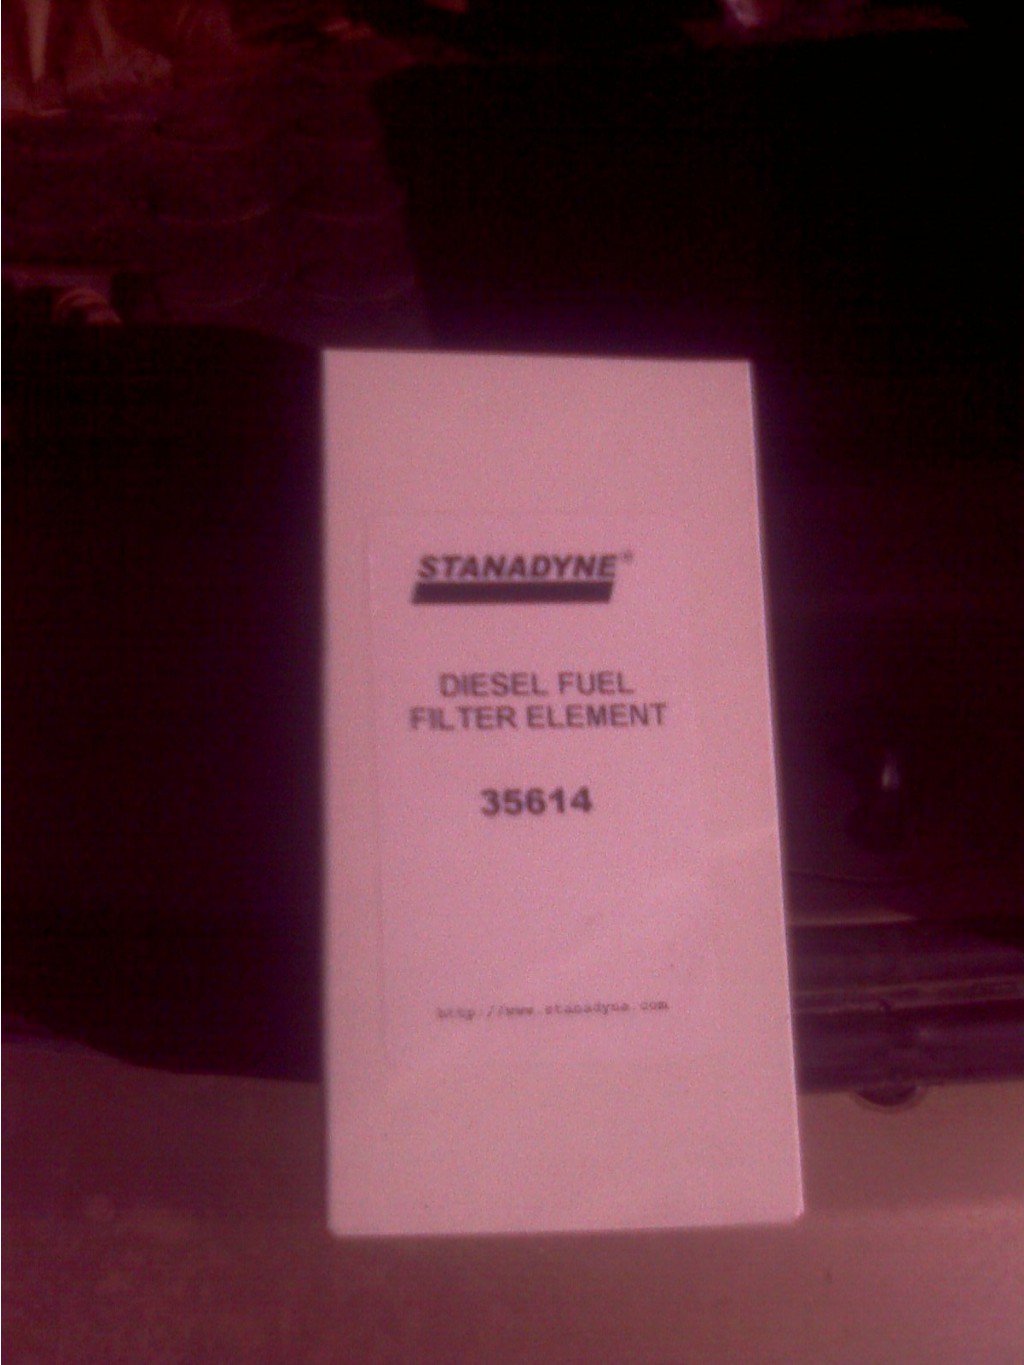 STANADYNE®
DIESEL FUEL
FILTER ELEMENT
35614
http://www.stanadyne.com